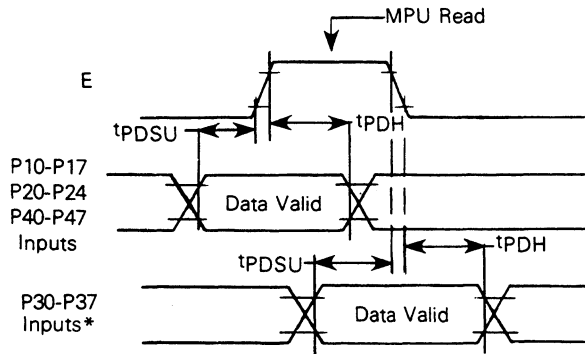 MPU Read
E
tPDSU
tPDH
P10-P17
P20-P24
P40-P47
Inputs
Data Valid
tPDSU
tPDH
P30-P37
Inputs*
Data Valid